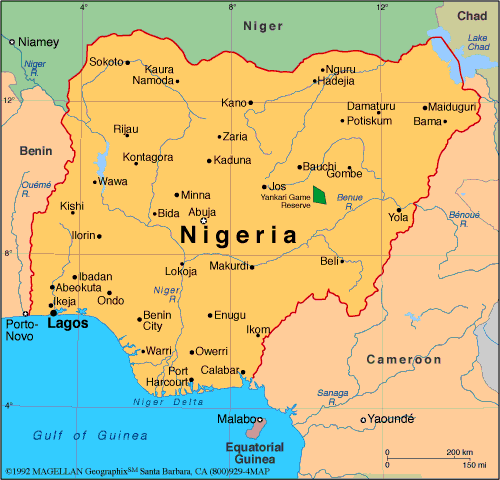 4°
8°
12°
Chad
Niger
Lake
Chad
Niamey
Niger
R.
Sokoto
Kaura
Namoda
Nguru
Hadejia
12°
Kano
Damaturu
Maiduguri
Potiskum
Bama
Rijau
Zaria
Benin
Kontagora
Kaduna
Bauchi
Gombe
Ouémé
R.
Wawa
Minna
Jos
Yankari Game
Reserve
Benue
R.
Kishi
Bida
Abuja
Yola
Bénoué
R.
Ilorin
Nigeria
8°
Lokoja
Makurdi
Beli
Ibadan
Abeokuta
Ikeja
Ondo
Niger
R.
Lagos
Porto-
Novo
Benin
City
Enugu
Ikom
Warri
Owerri
Cameroon
Port
Harcourt
Calabar
Niger Delta
Sanaga
R.
4°
Malabo
Yaoundé
Gulf of Guinea
Equatorial
Guinea
0
200 km
0
150 mi
©1992 MAGELLAN Geographix℠ Santa Barbara, CA (800)929-4MAP